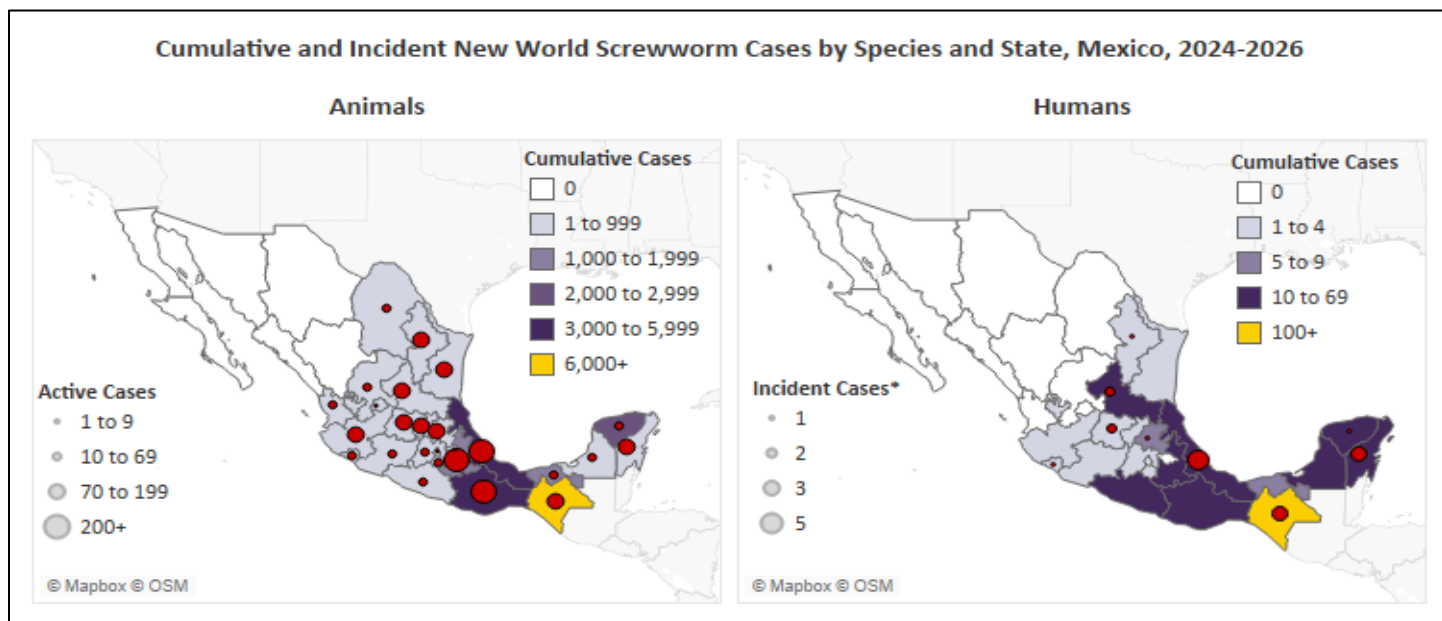 Cumulative and Incident New World Screwworm Cases by Species and State, Mexico, 2024-2026
Animals
Cumulative Cases
0
1 to 999
1,000 to 1,999
2,000 to 2,999
3,000 to 5,999
6,000+
Active Cases
1 to 9
10 to 69
70 to 199
200+
© Mapbox © OSM
Humans
Cumulative Cases
0
1 to 4
5 to 9
10 to 69
100+
Incident Cases*
1
2
3
5
© Mapbox © OSM